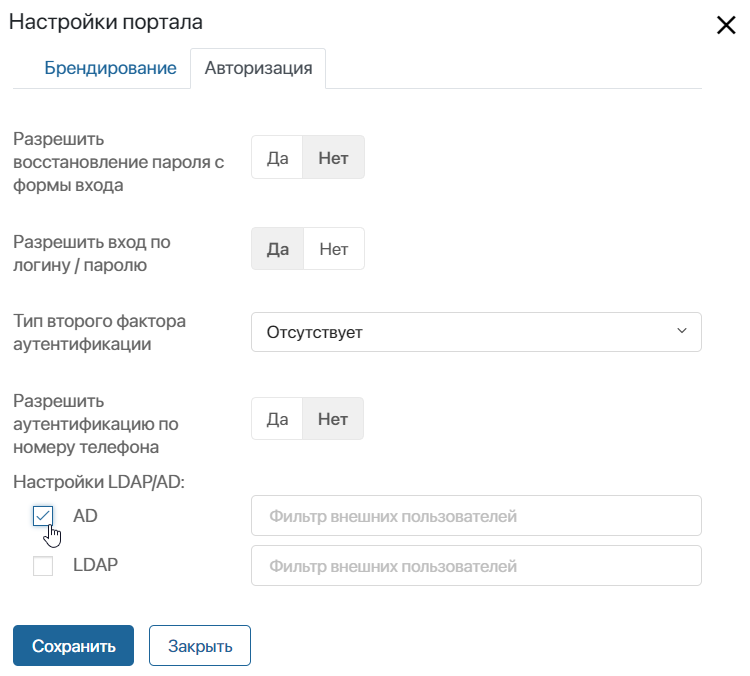 Настройки портала
Брендирование
Авторизация
Разрешить
восстановление пароля с
формы входа
Да Нет
Разрешить вход по
логину / паролю
Да Нет
Тип второго фактора
аутентификации
Отсутствует
Разрешить
аутентификацию по
номеру телефона
Да Нет
Настройки LDAP/AD:
AD
Фильтр внешних пользователей
LDAP
Фильтр внешних пользователей
Сохранить
Закрыть